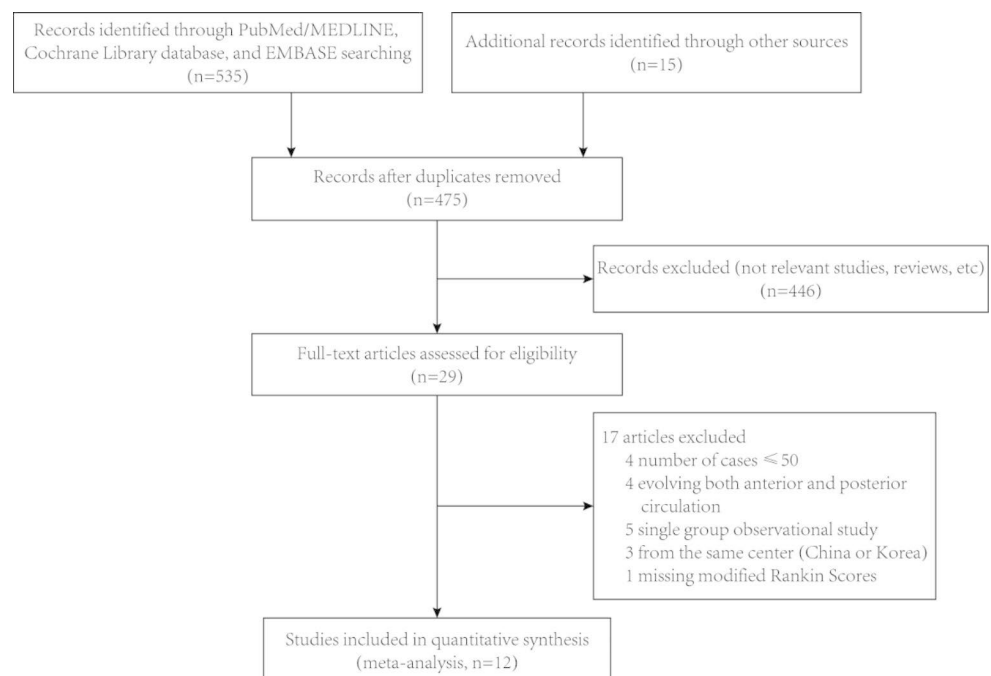 Records identified through PubMed/MEDLINE,
Cochrane Library database, and EMBASE searching
(n=535)
Additional records identified through other sources
(n=15)
Records after duplicates removed
(n=475)
Records excluded (not relevant studies, reviews, etc)
(n=446)
Full-text articles assessed for eligibility
(n=29)
17 articles excluded
4 number of cases ⩽50
4 evolving both anterior and posterior
circulation
5 single group observational study
3 from the same center (China or Korea)
1 missing modified Rankin Scores
Studies included in quantitative synthesis
(meta-analysis, n=12)